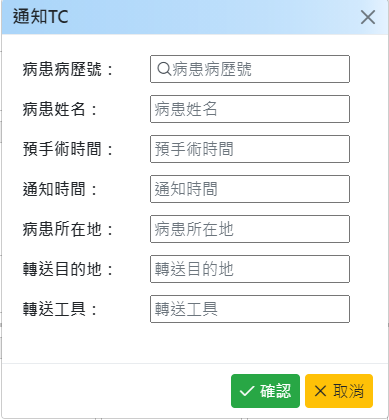 通知TC
病患病歷號： 病患病歷號
病患姓名： 病患姓名
預手術時間： 預手術時間
通知時間： 通知時間
病患所在地： 病患所在地
轉送目的地： 轉送目的地
轉送工具： 轉送工具
確認 取消